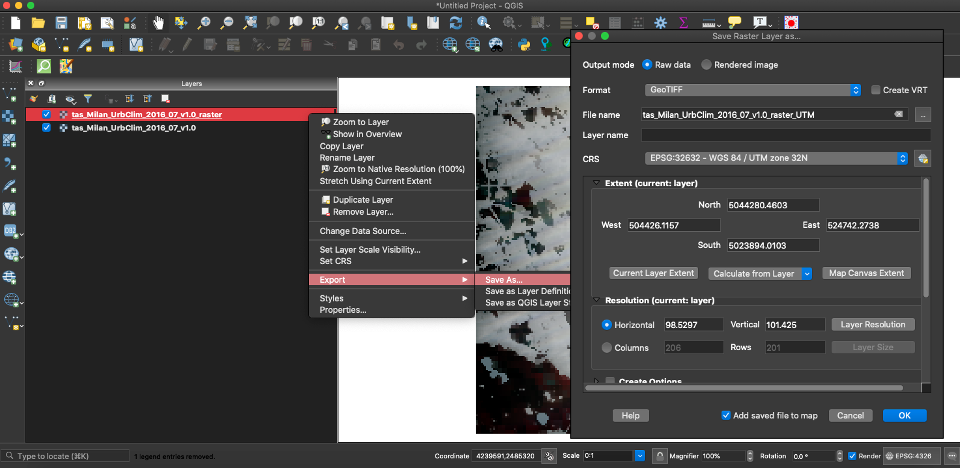 *Untitled Project - QGIS
Layers
tas_Milan_UrbClim_2016_07_v1.0_raster
tas_Milan_UrbClim_2016_07_v1.0
Zoom to Layer
Show in Overview
Copy Layer
Rename Layer
Zoom to Native Resolution (100%)
Stretch Using Current Extent
Duplicate Layer
Remove Layer...
Change Data Source...
Set Layer Scale Visibility...
Set CRS
Export
Styles
Properties...
Save As...
Save as Layer Definiti
Save as QGIS Layer St
Save Raster Layer as...
Output mode Raw data Rendered image
Format GeoTIFF Create VRT
File name tas_Milan_UrbClim_2016_07_v1.0_raster_UTM ...
Layer name
CRS EPSG:32632 - WGS 84 / UTM zone 32N
Extent (current: layer)
North 5044280.4603
West 504426.1157 East 524742.2738
South 5023894.0103
Current Layer Extent Calculate from Layer Map Canvas Extent
Resolution (current: layer)
Horizontal 98.5297 Vertical 101.425 Layer Resolution
Columns 206 Rows 201 Layer Size
Create Options
Help Add saved file to map Cancel OK
Type to locate (⌘K) 1 legend entries removed. Coordinate 4239691,2485320 Scale 0:1 Magnifier 100% Rotation 0.0 ° Render EPSG:4326